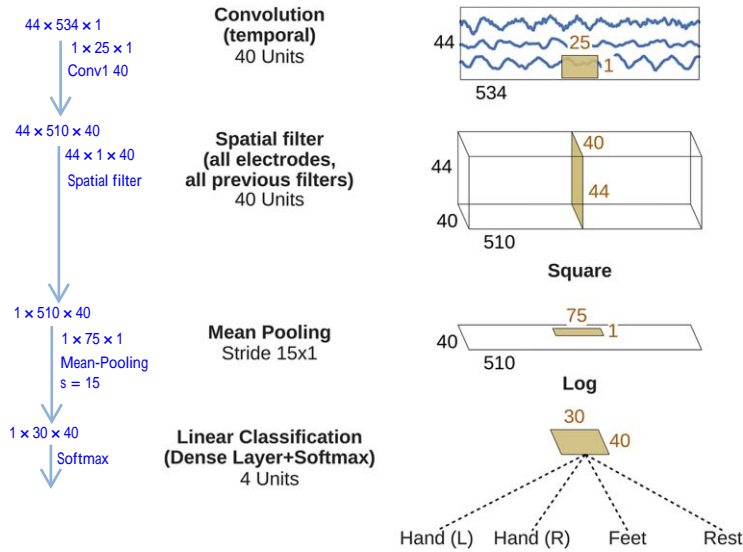 44 × 534 × 1
1 × 25 × 1
Conv1 40
44 × 510 × 40
44 × 1 × 40
Spatial filter
1 × 510 × 40
1 × 75 × 1
Mean-Pooling
s = 15
1 × 30 × 40
Softmax
Convolution
(temporal)
40 Units
Spatial filter
(all electrodes,
all previous filters)
40 Units
Mean Pooling
Stride 15x1
Linear Classification
(Dense Layer+Softmax)
4 Units
44
25
1
534
44
40
44
40
510
Square
75
1
40
510
Log
30
40
Hand (L)
Hand (R)
Feet
Rest